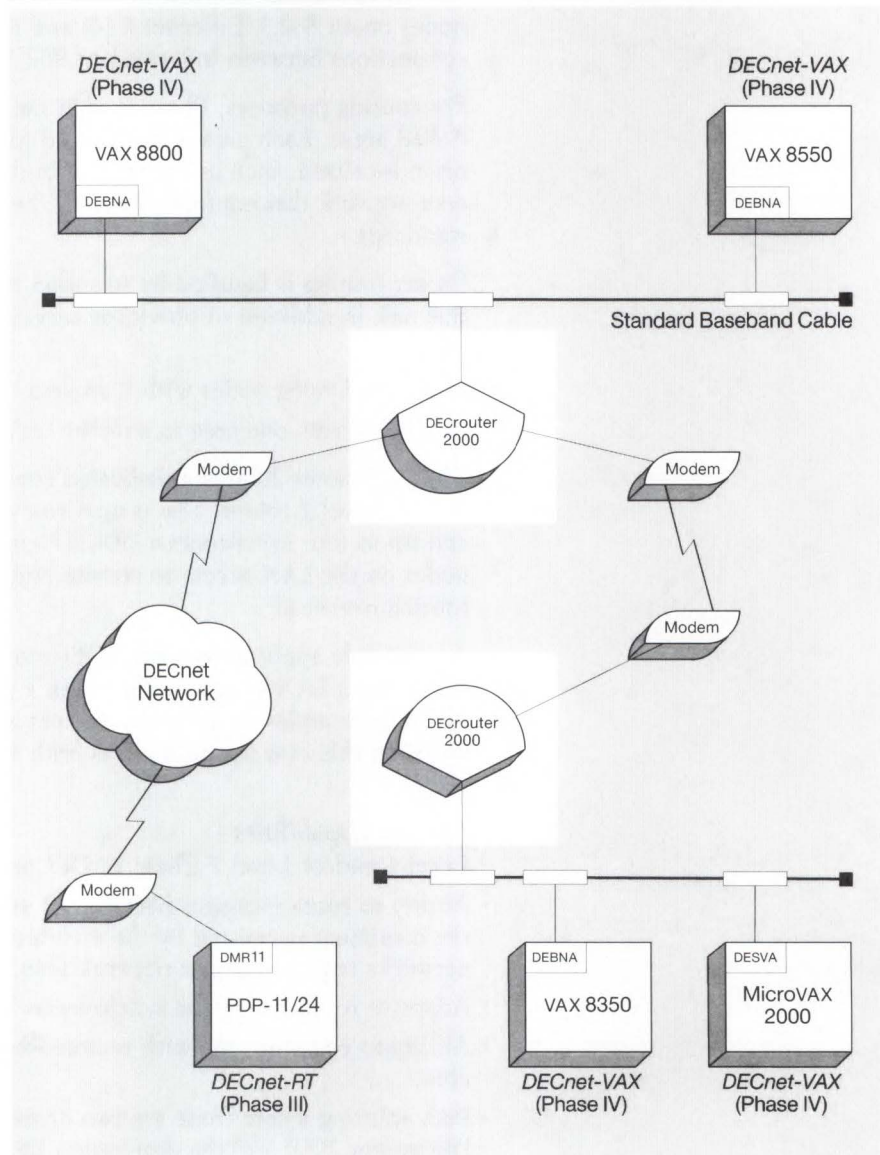 DECnet-VAX
(Phase IV)
DECnet-VAX
(Phase IV)
VAX 8800
VAX 8550
DEBNA
DEBNA
Standard Baseband Cable
DECrouter
2000
Modem
Modem
Modem
DECnet
Network
DECrouter
2000
Modem
DMR11
PDP-11/24
DEBNA
VAX 8350
DESVA
MicroVAX
2000
DECnet-RT
(Phase III)
DECnet-VAX
(Phase IV)
DECnet-VAX
(Phase IV)